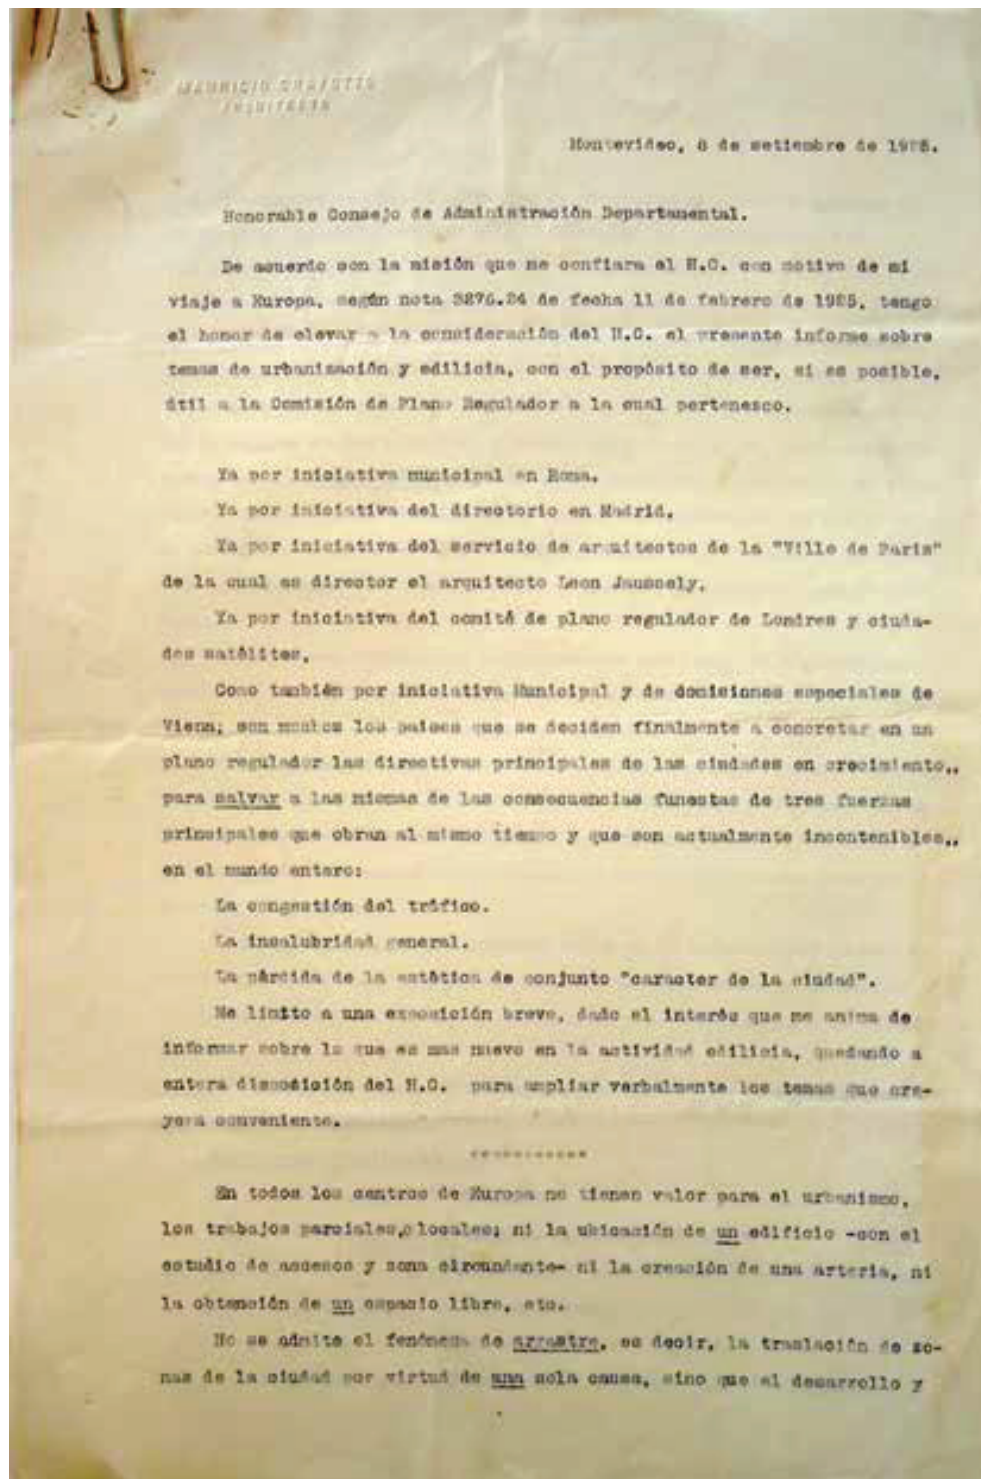 MAURICIO CRAVOTTO
ARQUITECTO
Montevideo, 8 de setiembre de 1925.
Honorable Consejo de Administración Departamental.
De acuerdo con la misión que me confiara el H.C. con motivo de mi
viaje a Europa, según nota 3276.24 de fecha 11 de febrero de 1925, tengo
el honor de elevar a la consideración del H.C. el presente informe sobre
temas de urbanización y edilicia, con el propósito de ser, si es posible,
útil a la Comisión de Plano Regulador a la cual pertenesco.
Ya por iniciativa municipal en Roma.
Ya por iniciativa del directorio en Madrid.
Ya por iniciativa del servicio de arquitectos de la "Ville de Paris"
de la cual es director el arquitecto Leon Jaussely.
Ya por iniciativa del comité de plano regulador de Londres y ciuda-
des satélites.
Como también por iniciativa Municipal y de decisiones especiales de
Viena; son muchos los paises que se deciden finalmente a concretar en un
plano regulador las directivas principales de las ciudades en crecimiento,,
para salvar a las mismas de las consecuencias funestas de tres fuerzas
principales que obran al mismo tiempo y que son actualmente incontenibles,,
en el mundo entero:
La congestión del tráfico.
La insalubridad general.
La pérdida de la estética de conjunto "caracter de la ciudad".
Me limito a una exposición breve, dado el interés que me anima de
informar sobre lo que es mas nuevo en la actividad edilicia, quedando a
entera disposición del H.C. para ampliar verbalmente los temas que cre-
yera conveniente.
En todos los centros de Europa no tienen valor para el urbanismo,
los trabajos parciales, o locales; ni la ubicación de un edificio -con el
estudio de accesos y zona circundante- ni la creación de una arteria, ni
la obtención de un espacio libre, etc.
No se admite el fenómeno de arrastre, es decir, la traslación de zo-
nas de la ciudad por virtud de una sola causa, sino que el desarrollo y